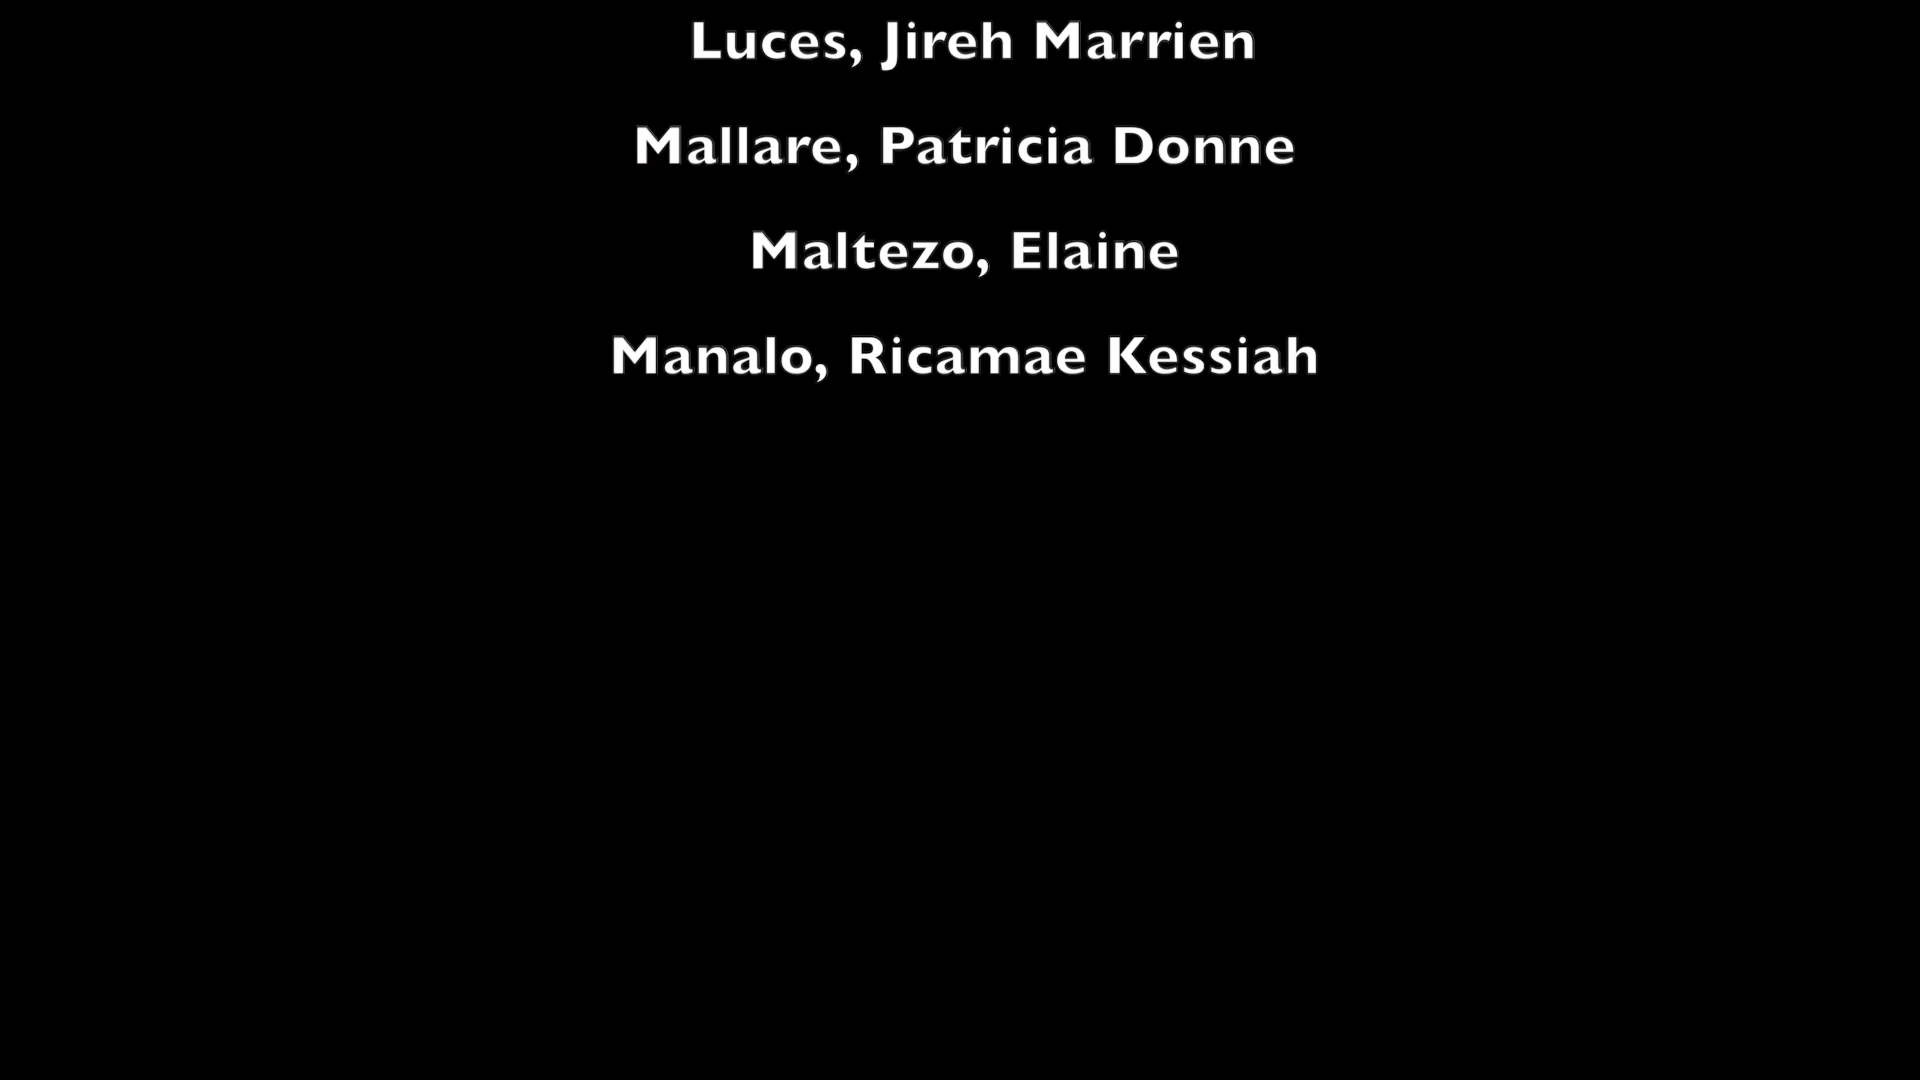 Luces, Jireh Marrien
Mallare, Patricia Donne
Maltezo, Elaine
Manalo, Ricamae Kessiah